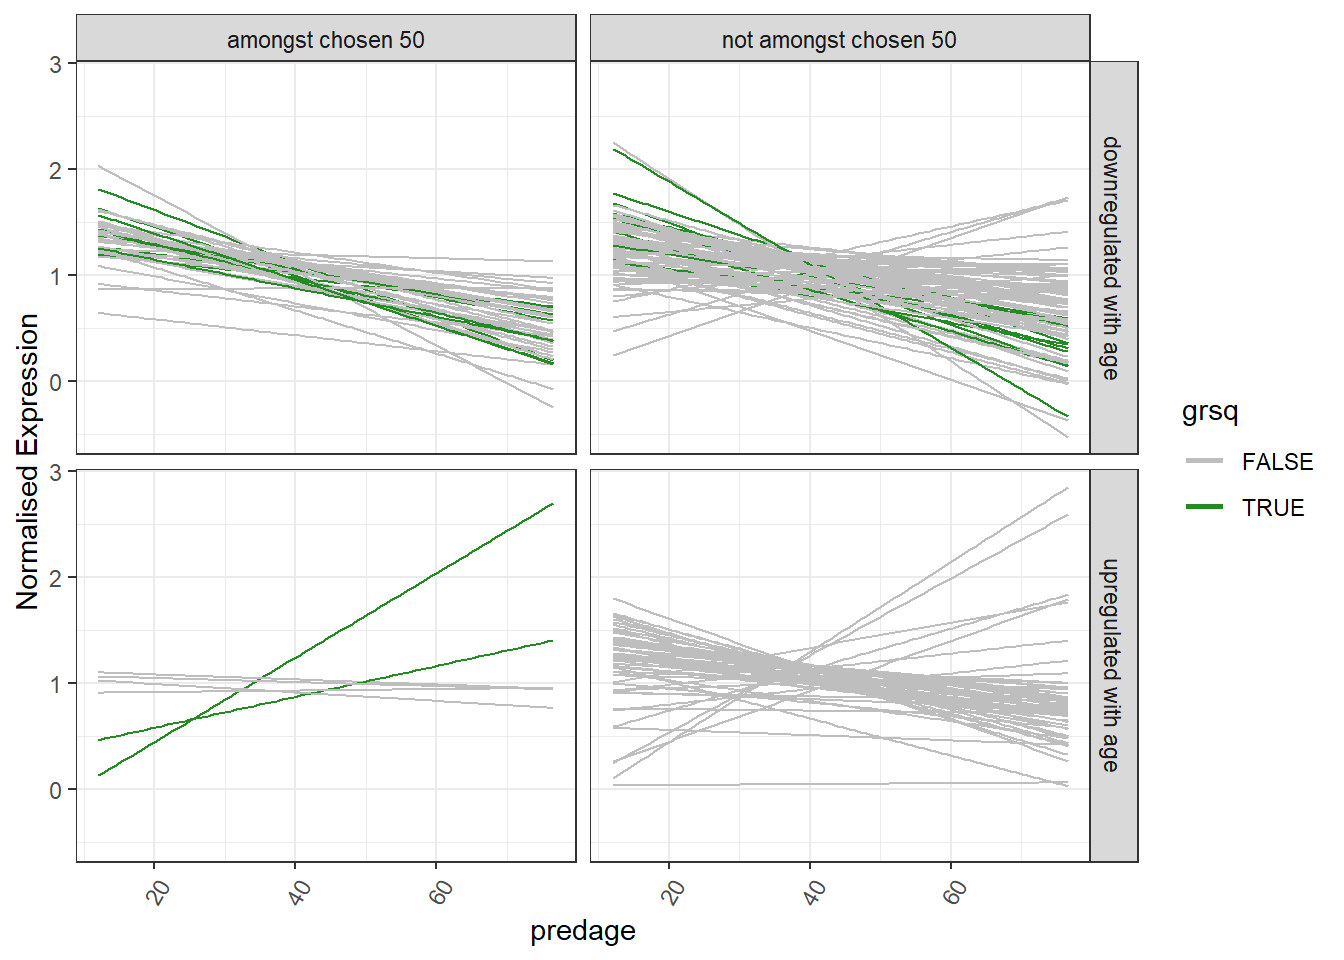 amongst chosen 50
not amongst chosen 50
3
2
1
0
downregulated with age
3
2
1
0
upregulated with age
Normalised Expression
20
40
60
20
40
60
predage
grsq
FALSE
TRUE